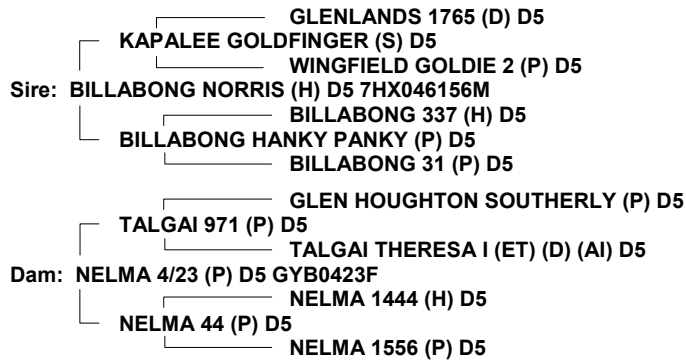 GLENLANDS 1765 (D) D5
KAPALEE GOLDFINGER (S) D5
WINGFIELD GOLDIE 2 (P) D5
Sire: BILLABONG NORRIS (H) D5 7HX046156M
BILLABONG 337 (H) D5
BILLABONG HANKY PANKY (P) D5
BILLABONG 31 (P) D5
GLEN HOUGHTON SOUTHERLY (P) D5
TALGAI 971 (P) D5
TALGAI THERESA I (ET) (D) (AI) D5
Dam: NELMA 4/23 (P) D5 GYB0423F
NELMA 1444 (H) D5
NELMA 44 (P) D5
NELMA 1556 (P) D5